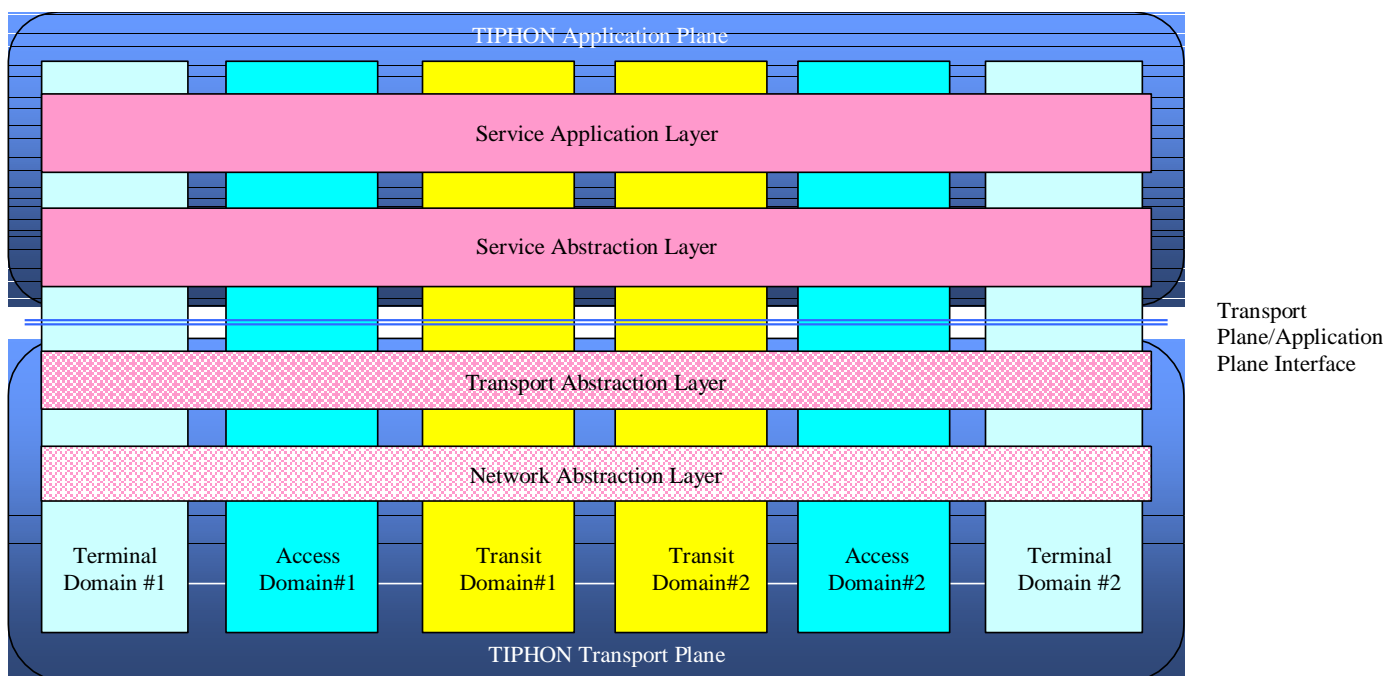 TIPHON Application Plane
Service Application Layer
Service Abstraction Layer
Transport
Plane/Application
Plane Interface
Transport Abstraction Layer
Network Abstraction Layer
Terminal
Domain #1
Access
Domain#1
Transit
Domain#1
Transit
Domain#2
Access
Domain#2
Terminal
Domain #2
TIPHON Transport Plane